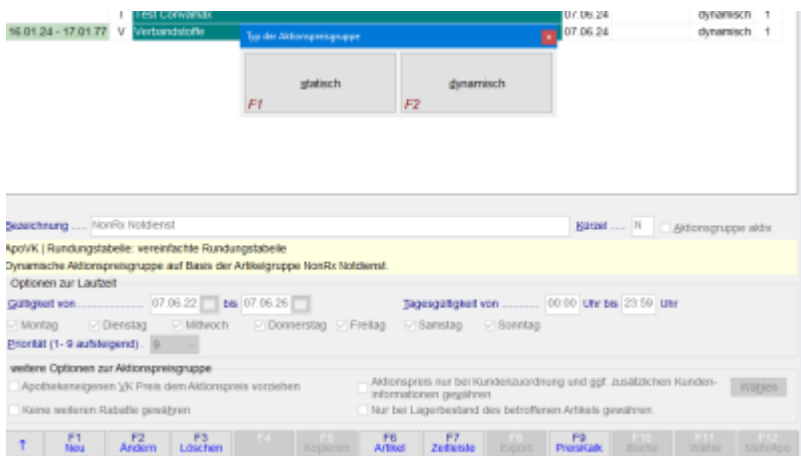 T Test Convamax 07.06.24 dynamisch 1
16.01.24 - 17.01.77 V Verbandstoffe 07.06.24 dynamisch 1
Typ der Aktionspreisgruppe
statisch
F1
dynamisch
F2
Bezeichnung ..... NonRx Notdienst Kürzel ..... N Aktionsgruppe aktiv
ApoVK | Rundungstabelle: vereinfachte Rundungstabelle
Dynamische Aktionspreisgruppe auf Basis der Artikelgruppe NonRx Notdienst.
Optionen zur Laufzeit
Gültigkeit von ..................... 07.06.22 bis 07.06.26 Tagesgültigkeit von ............ 00:00 Uhr bis 23:59 Uhr
Montag Dienstag Mittwoch Donnerstag Freitag Samstag Sonntag
Priorität (1- 9 aufsteigend) . 9
weitere Optionen zur Aktionspreisgruppe
Apothekeneigenen VK Preis dem Aktionspreis vorziehen
Aktionspreis nur bei Kundenzuordnung und ggf. zusätzlichen Kunden-
informationen gewähren
Wählen
Keine weiteren Rabatte gewähren
Nur bei Lagerbestand des betroffenen Artikels gewähren.
↑ F1 F2 F3 F4 F5 F6 F7 F8 F9 F10 F11 F12
Neu Ändern Löschen Kopieren Artikel Zeitleiste Export PreisKalk Buche Wähle MehrApo